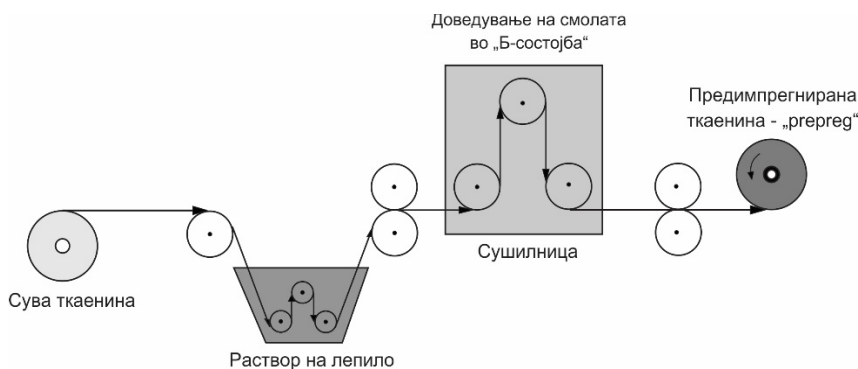 Доведување на смолата
во „Б-состојба“
Предимпрегнирана
ткаенина - „prepreg“
Сушилница
Сува ткаенина
Раствор на лепило